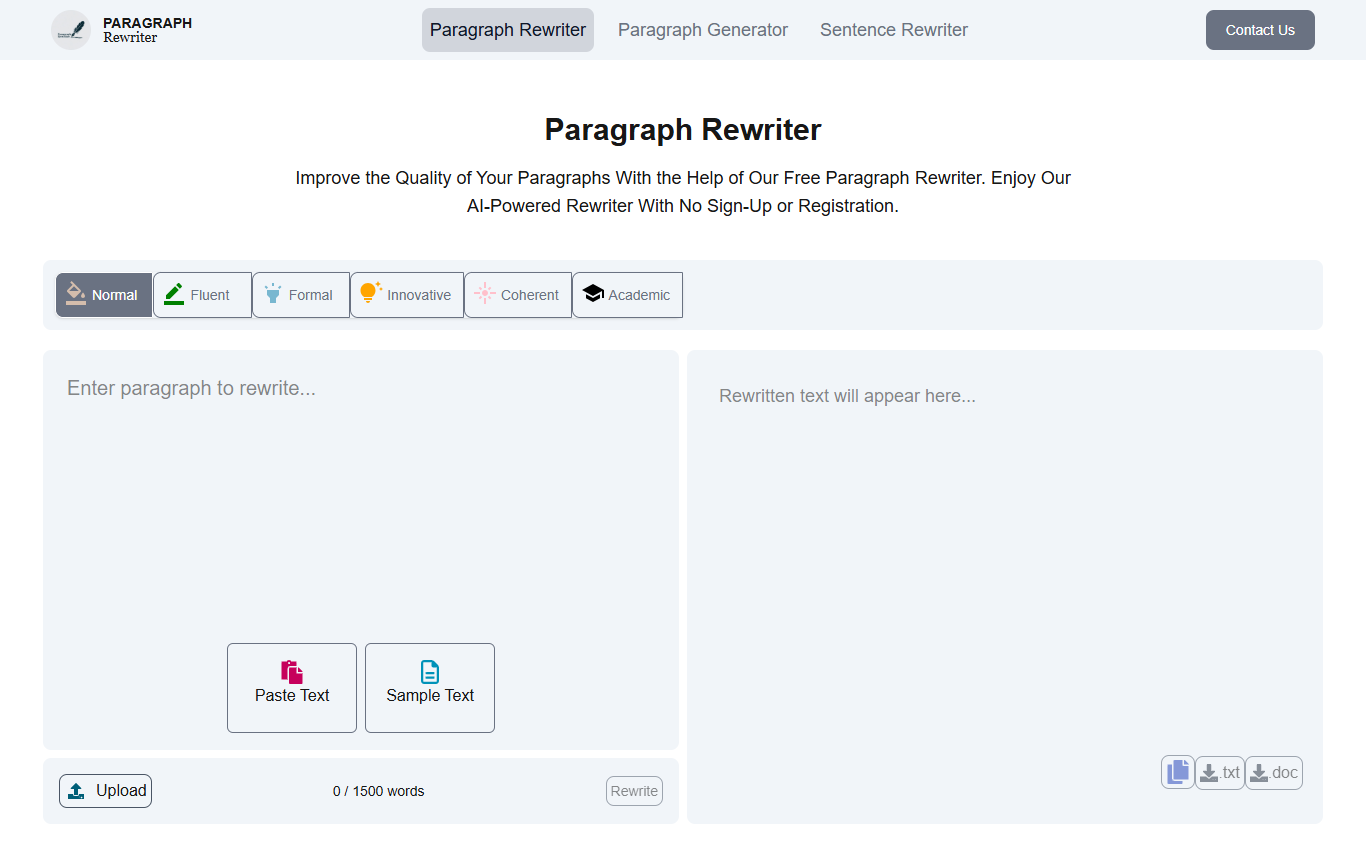 PARAGRAPH
Rewriter
Paragraph Rewriter
Paragraph Generator
Sentence Rewriter
Contact Us
Paragraph Rewriter
Improve the Quality of Your Paragraphs With the Help of Our Free Paragraph Rewriter. Enjoy Our
AI-Powered Rewriter With No Sign-Up or Registration.
Normal
Fluent
Formal
Innovative
Coherent
Academic
Enter paragraph to rewrite...
Rewritten text will appear here...
Paste Text
Sample Text
Upload
0 / 1500 words
Rewrite
.txt
.doc